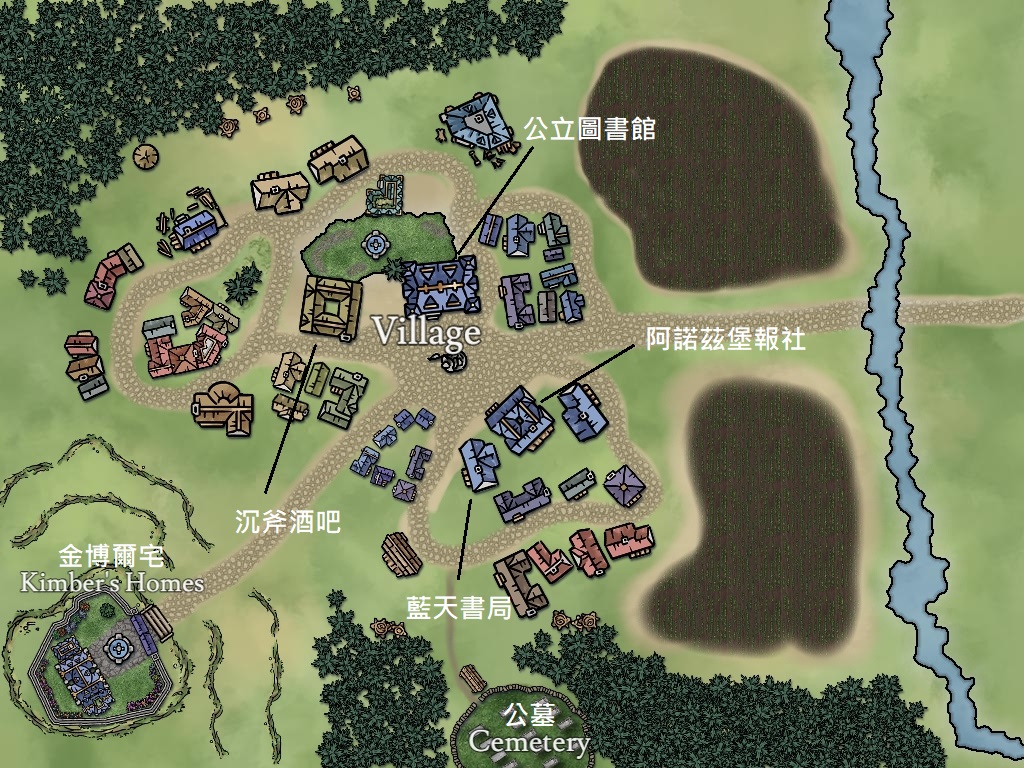 公立圖書館
Village
阿諾茲堡報社
沉斧酒吧
金博爾宅
Kimber's Homes
藍天書局
公墓
Cemetery